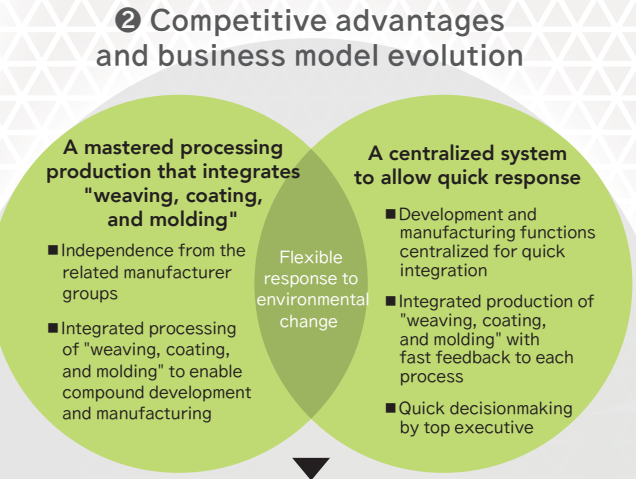 ❷ Competitive advantages
and business model evolution
A mastered processing
production that integrates
"weaving, coating,
and molding"
■Independence from the
related manufacturer
groups
■Integrated processing
of "weaving, coating,
and molding" to enable
compound development
and manufacturing
Flexible
response to
environmental
change
A centralized system
to allow quick response
■Development and
manufacturing functions
centralized for quick
integration
■Integrated production of
"weaving, coating,
and molding" with
fast feedback to each
process
■Quick decisionmaking
by top executive